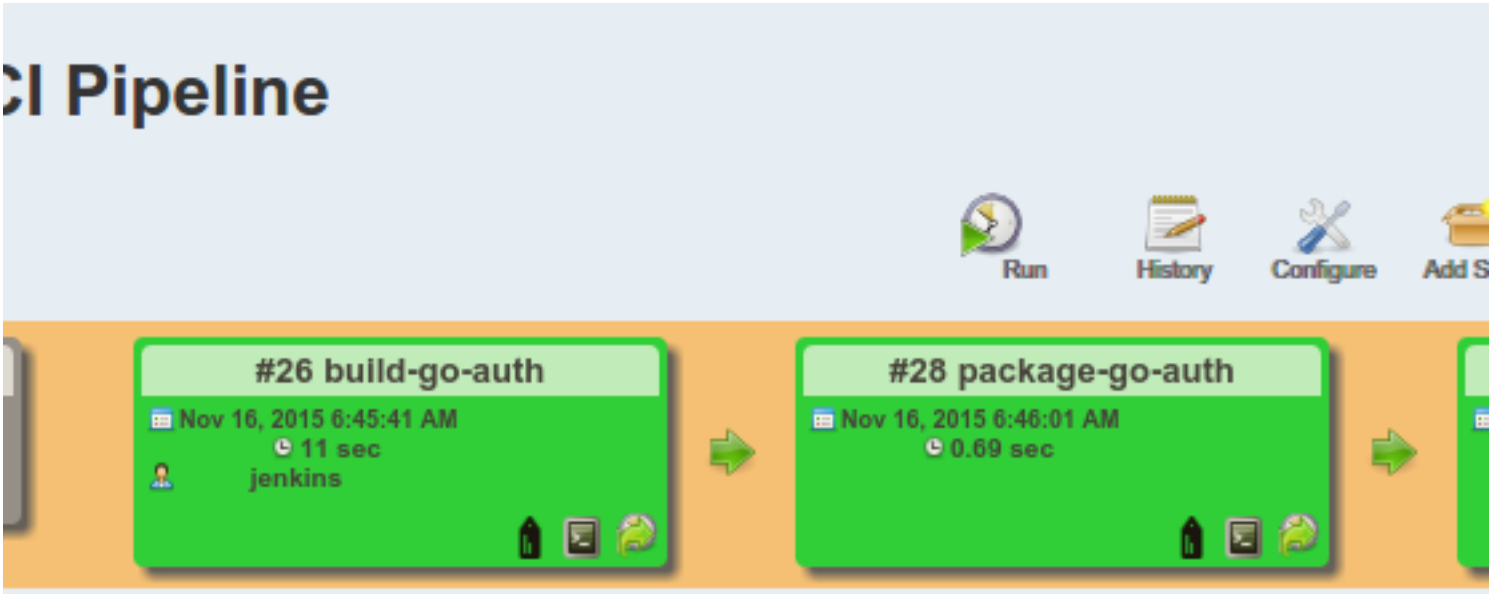 CI Pipeline
Run
History
Configure
Add S
#26 build-go-auth
Nov 16, 2015 6:45:41 AM
11 sec
jenkins
#28 package-go-auth
Nov 16, 2015 6:46:01 AM
0.69 sec